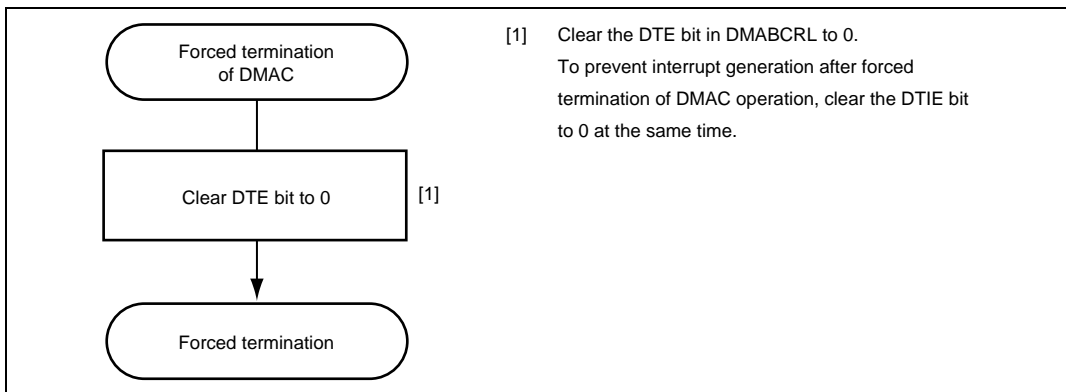 Forced termination
of DMAC
Clear DTE bit to 0
[1]
Forced termination
[1] Clear the DTE bit in DMABCRL to 0.
To prevent interrupt generation after forced
termination of DMAC operation, clear the DTIE bit
to 0 at the same time.